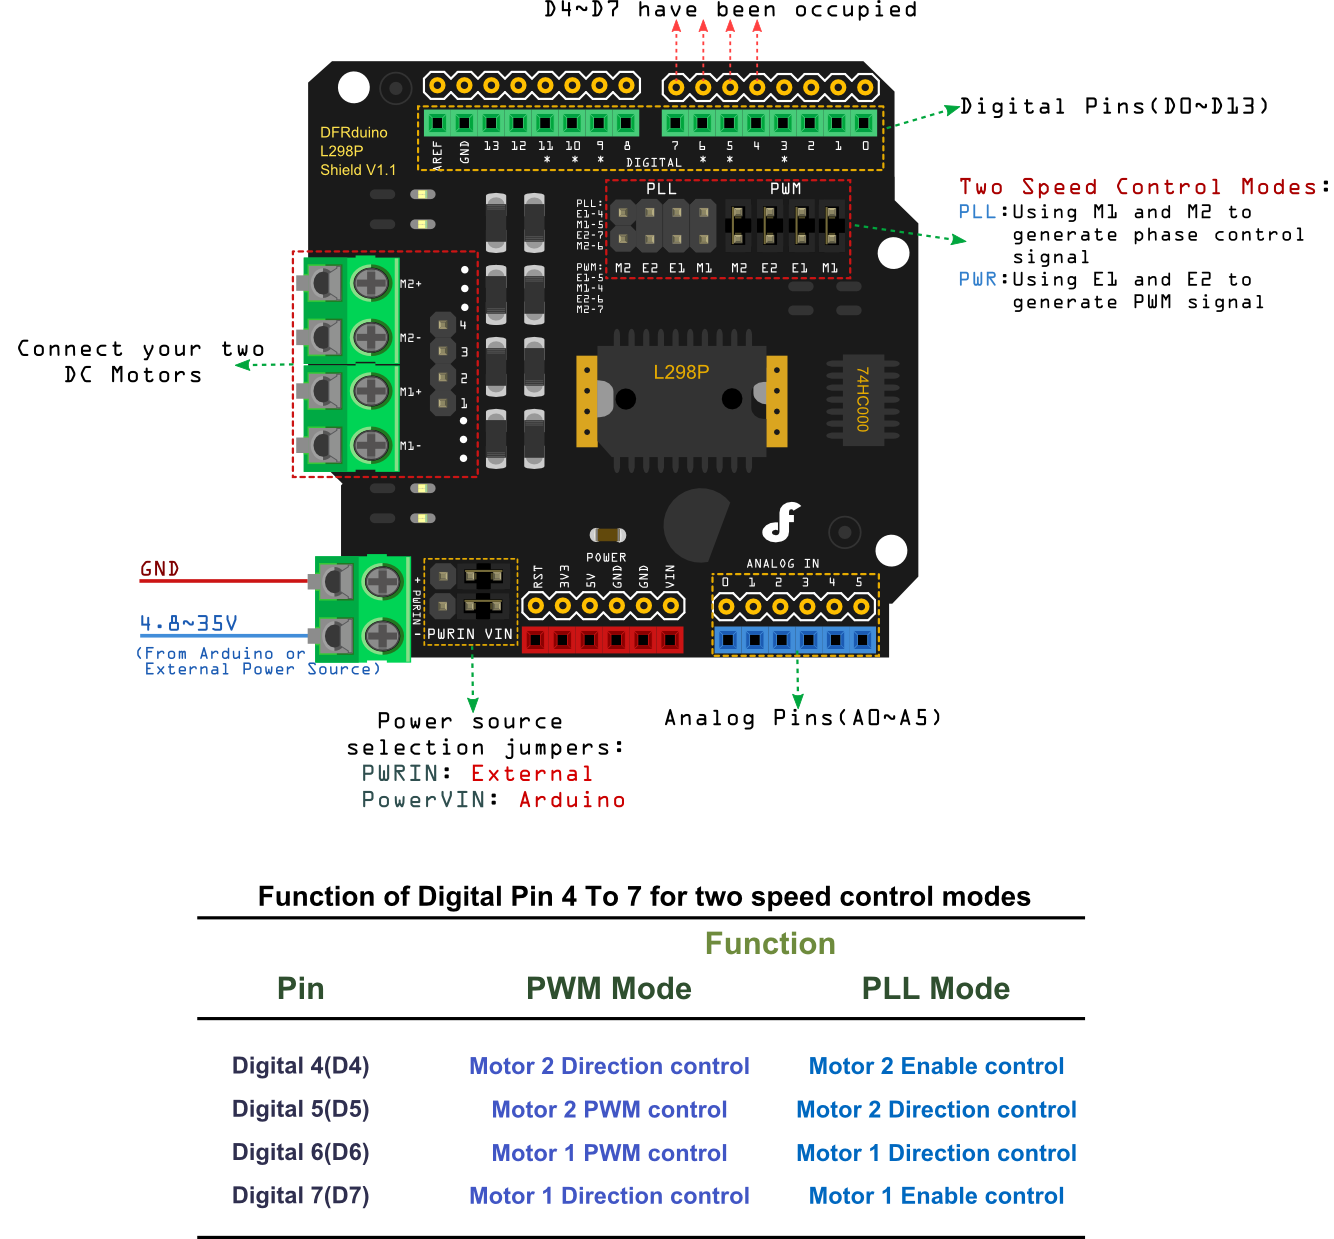 D4~D7 have been occupied
Digital Pins(D0~D13)
DFRduino
L298P
Shield V1.1
AREF GND 13 12 11 10 9 8 7 6 5 4 3 2 1 0
* * * * * *
DIGITAL
PLL PWM
PLL:
E1-4
M1-5
E2-7
M2-6
PWM:
E1-5
M1-4
E2-6
M2-7
M2 E2 E1 M1 M2 E2 E1 M1
Two Speed Control Modes:
PLL:Using M1 and M2 to
generate phase control
signal
PWR:Using E1 and E2 to
generate PWM signal
M2+
M2-
M1+
M1-
4
3
2
1
Connect your two
DC Motors
L298P
74HC000
GND
4.8~35V
(From Arduino or
External Power Source)
+ PWRIN -
PWRIN VIN
POWER
RST 3V3 5V GND GND VIN
ANALOG IN
0 1 2 3 4 5
Power source
selection jumpers:
PWRIN: External
PowerVIN: Arduino
Analog Pins(A0~A5)
Function of Digital Pin 4 To 7 for two speed control modes
Function
Pin PWM Mode PLL Mode
Digital 4(D4) Motor 2 Direction control Motor 2 Enable control
Digital 5(D5) Motor 2 PWM control Motor 2 Direction control
Digital 6(D6) Motor 1 PWM control Motor 1 Direction control
Digital 7(D7) Motor 1 Direction control Motor 1 Enable control